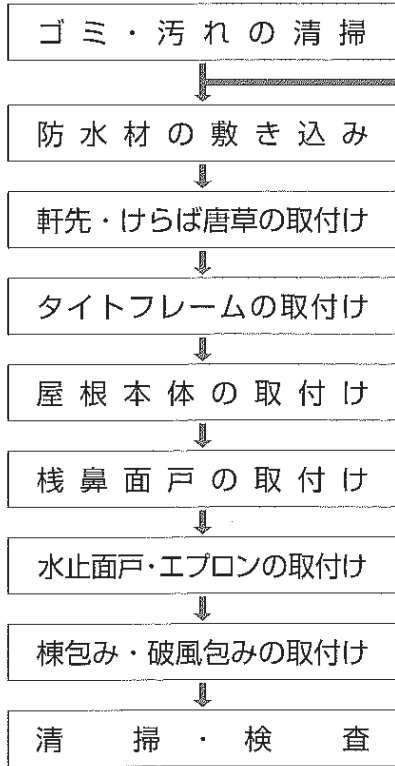 ゴミ・汚れの清掃
防水材の敷き込み
軒先・けらば唐草の取付け
タイトフレームの取付け
屋根本体の取付け
桟鼻面戸の取付け
水止面戸・エプロンの取付け
棟包み・破風包みの取付け
清掃・検査